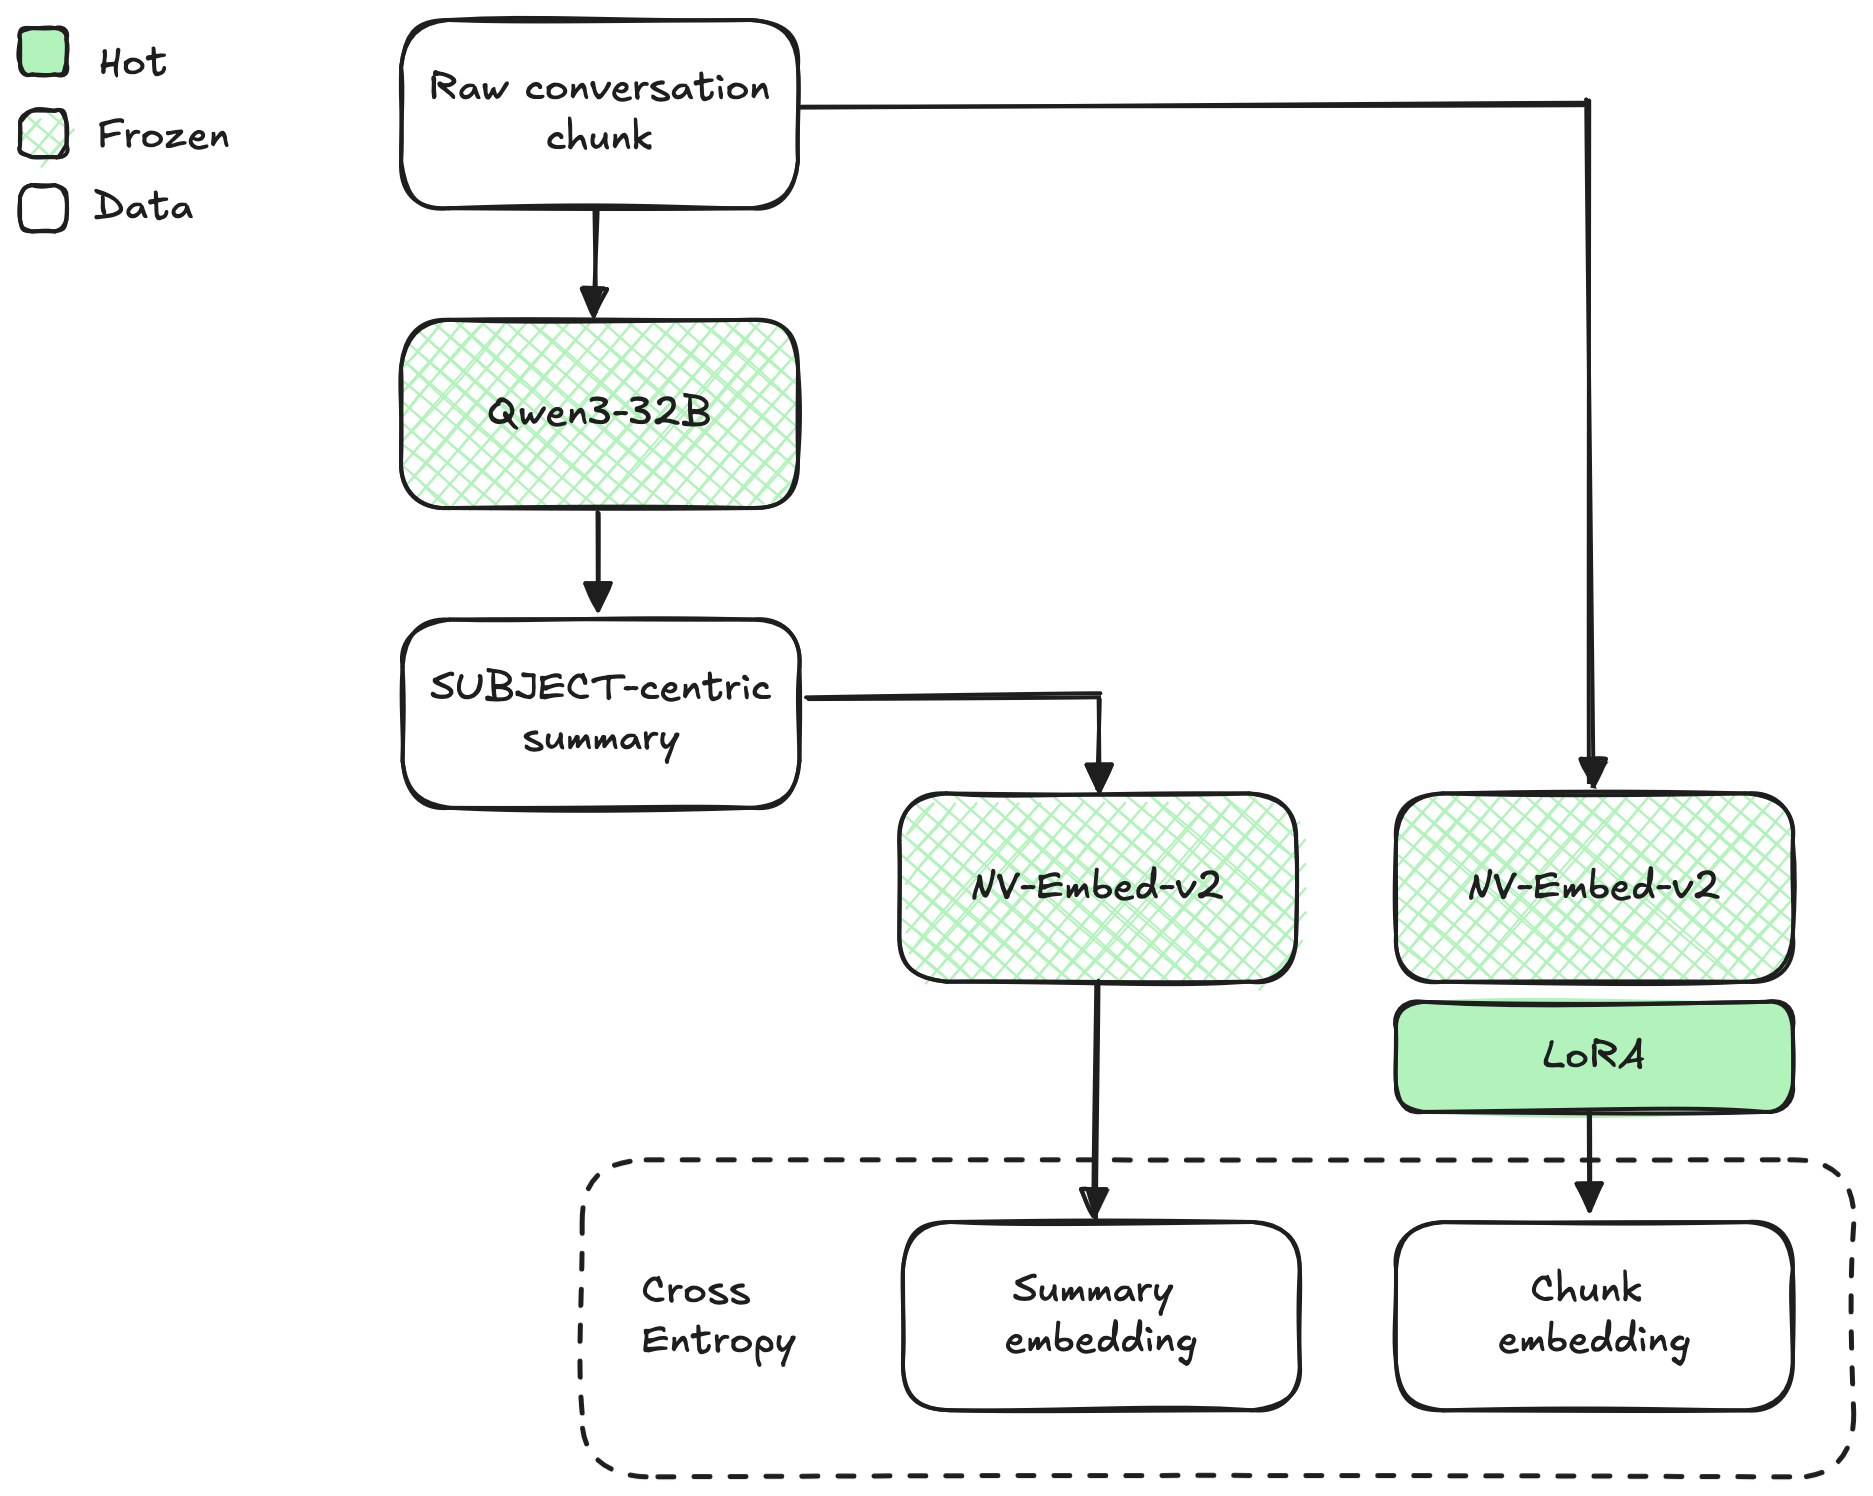 Hot
Frozen
Data
Raw conversation
chunk
Qwen3-32B
SUBJECT-centric
summary
NV-Embed-v2
NV-Embed-v2
LoRA
Cross
Entropy
Summary
embedding
Chunk
embedding